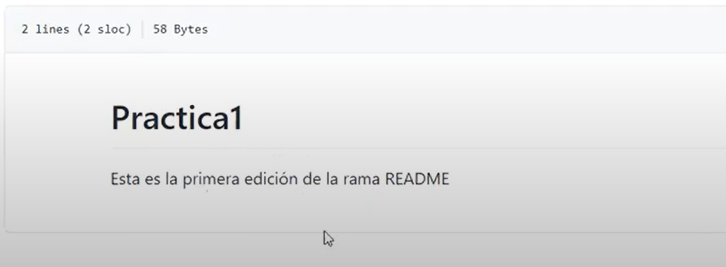 2 lines (2 sloc) | 58 Bytes
Practica1
Esta es la primera edición de la rama README